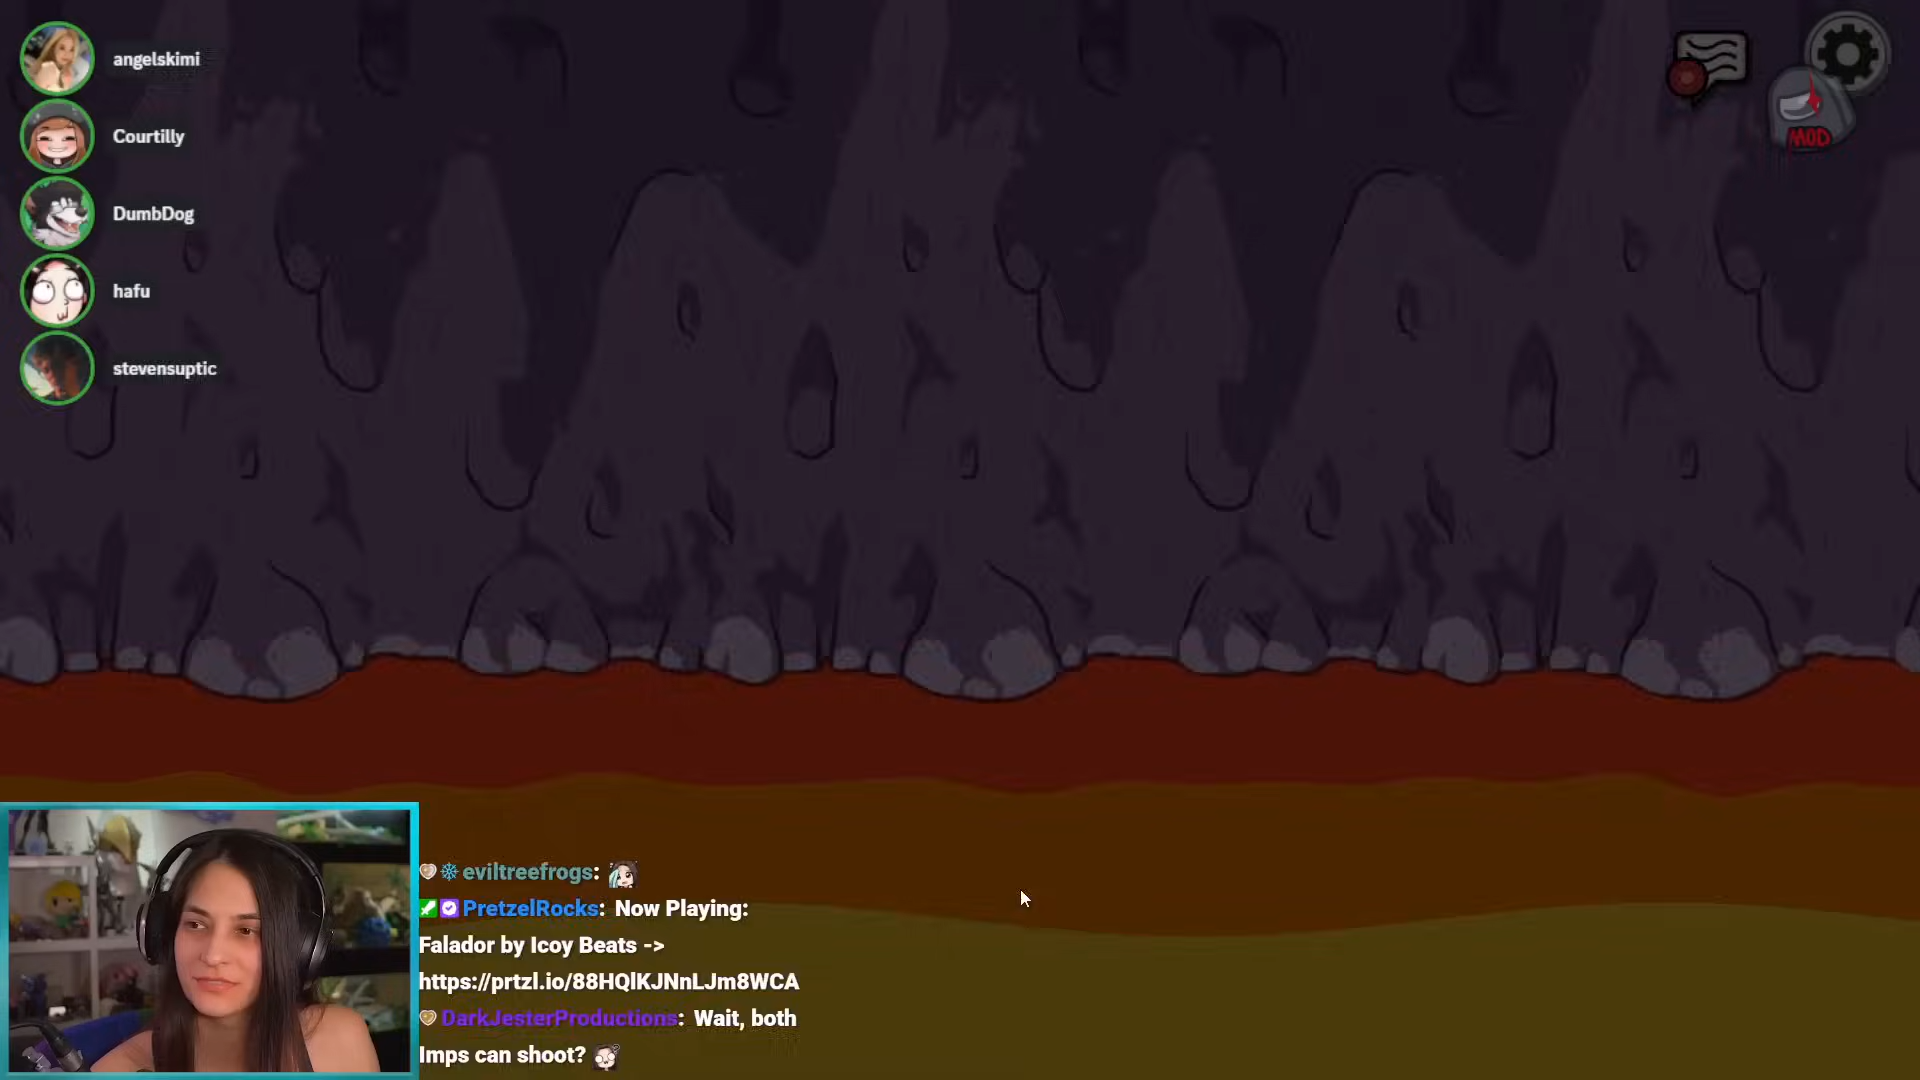 angelskimi
Courtilly
DumbDog
hafu
stevensuptic
MOD
eviltreefrogs:
PretzelRocks: Now Playing:
Falador by Icoy Beats ->
https://prtzl.io/88HQlKJNnLJm8WCA
DarkJesterProductions: Wait, both
Imps can shoot?